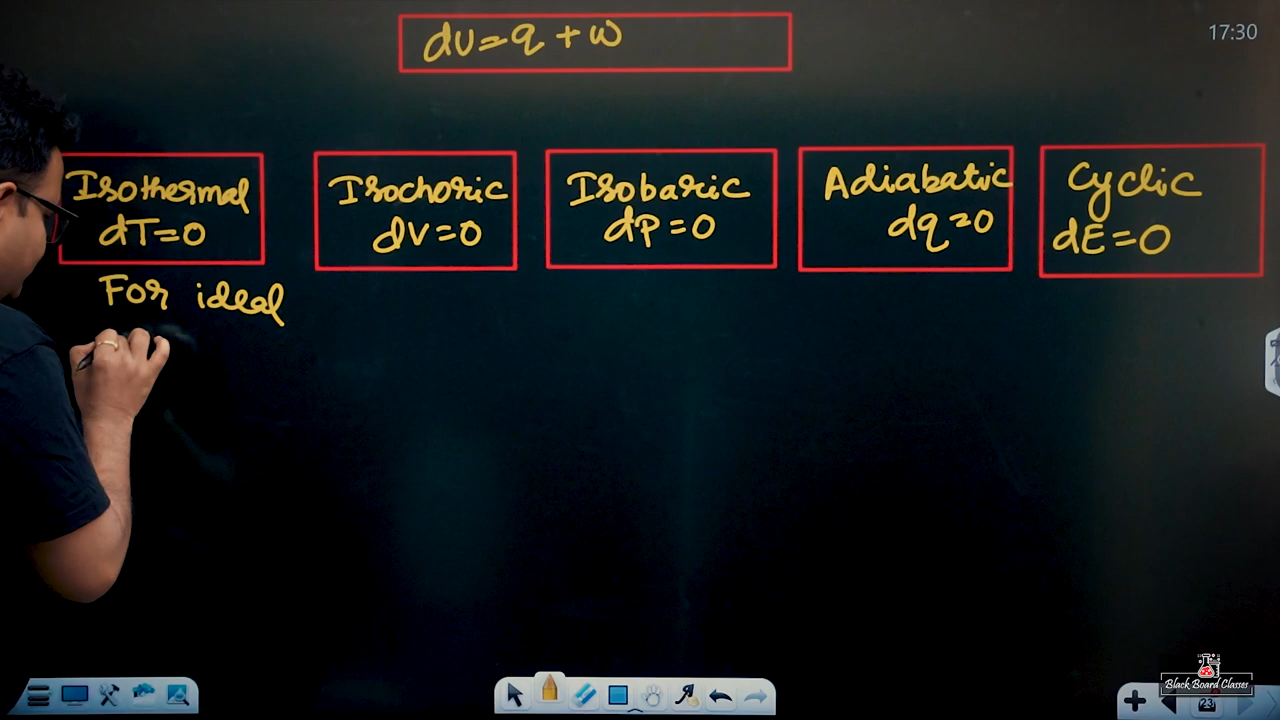 dU=q+w
17:30
Isothermal
dT=0
Isochoric
dV=0
Isobaric
dP=0
Adiabatic
dq=0
Cyclic
dE=0
For ideal
Black Board Classes
23